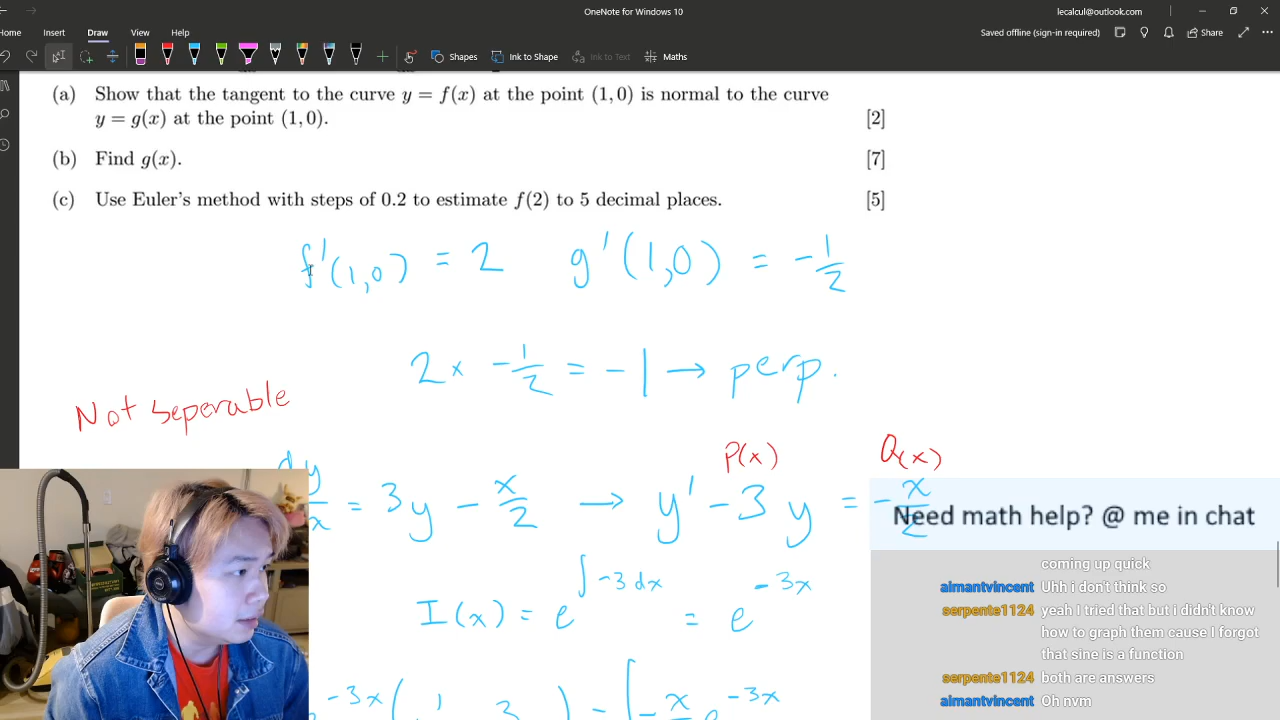 OneNote for Windows 10
lecalcul@outlook.com
Home Insert Draw View Help
Saved offline (sign-in required) Share
Shapes Ink to Shape Ink to Text Maths
(a) Show that the tangent to the curve y = f(x) at the point (1, 0) is normal to the curve
y = g(x) at the point (1, 0). [2]
(b) Find g(x). [7]
(c) Use Euler's method with steps of 0.2 to estimate f(2) to 5 decimal places. [5]
f'(1,0) = 2 g'(1,0) = -1/2
2 x -1/2 = -1 → perp.
Not seperable
P(x) Q(x)
dy/x = 3y - x/2 → y' - 3y = -x/2
Need math help? @ me in chat
I(x) = e^∫-3dx = e^-3x
coming up quick
aimantvincent Uhh i don't think so
serpente1124 yeah I tried that but i didn't know
how to graph them cause I forgot
that sine is a function
serpente1124 both are answers
aimantvincent Oh nvm